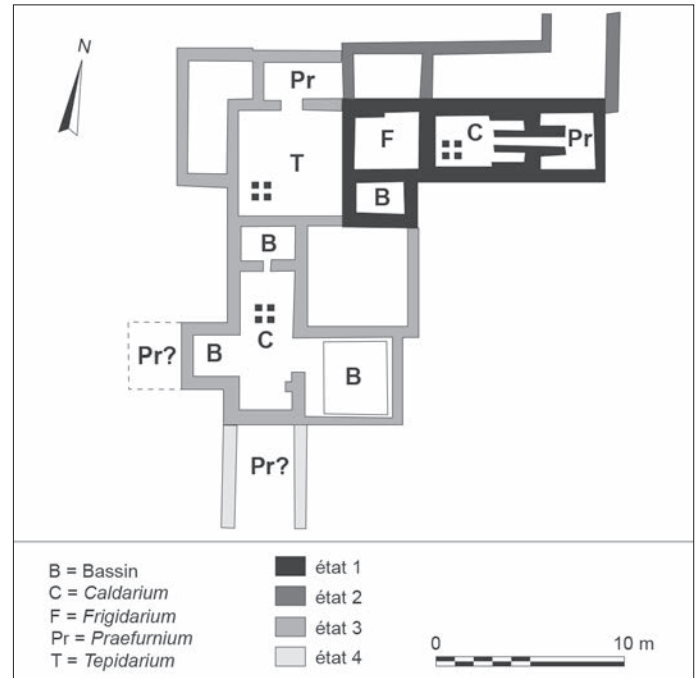 N
Pr
F
C
Pr
T
B
B
C
Pr?
B
B
Pr?
B = Bassin
C = Caldarium
F = Frigidarium
Pr = Praefurnium
T = Tepidarium
état 1
état 2
état 3
état 4
0 10 m